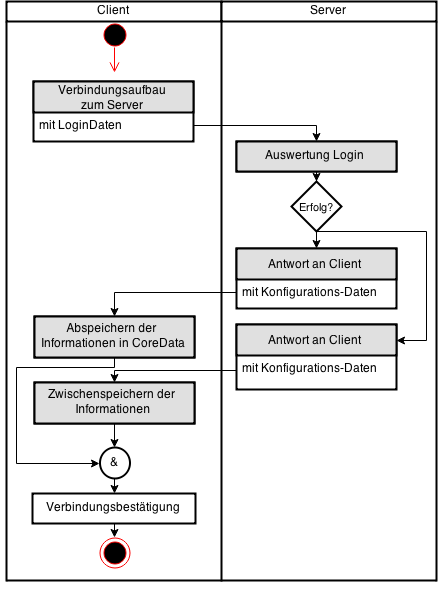 Client
Server
Verbindungsaufbau
zum Server
mit LoginDaten
Auswertung Login
Erfolg?
Antwort an Client
mit Konfigurations-Daten
Abspeichern der
Informationen in CoreData
Antwort an Client
mit Konfigurations-Daten
Zwischenspeichern der
Informationen
&
Verbindungsbestätigung